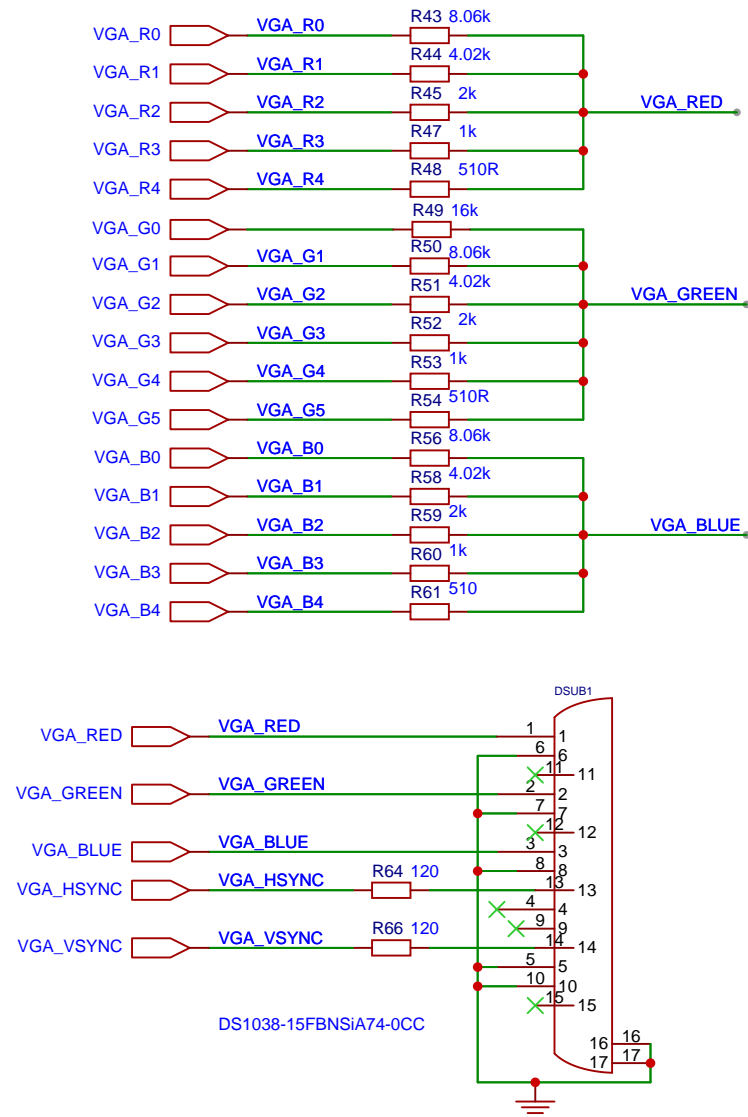 R43 8.06k
VGA_R0 VGA_R0
R44 4.02k
VGA_R1 VGA_R1
R45 2k
VGA_R2 VGA_R2 VGA_RED
R47 1k
VGA_R3 VGA_R3
R48 510R
VGA_R4 VGA_R4
R49 16k
VGA_G0
R50 8.06k
VGA_G1 VGA_G1
R51 4.02k
VGA_G2 VGA_G2 VGA_GREEN
R52 2k
VGA_G3 VGA_G3
R53 1k
VGA_G4 VGA_G4
R54 510R
VGA_G5 VGA_G5
R56 8.06k
VGA_B0 VGA_B0
R58 4.02k
VGA_B1 VGA_B1
R59 2k
VGA_B2 VGA_B2 VGA_BLUE
R60 1k
VGA_B3 VGA_B3
R61 510
VGA_B4 VGA_B4
DSUB1
VGA_RED VGA_RED 1 1
6 6
11 11
VGA_GREEN VGA_GREEN 2 2
7 7
12 12
VGA_BLUE VGA_BLUE 3 3
8 8
VGA_HSYNC VGA_HSYNC R64 120 13 13
4 4
9 9
VGA_VSYNC VGA_VSYNC R66 120 14 14
5 5
10 10
15 15
DS1038-15FBNSiA74-0CC
16 16
17 17